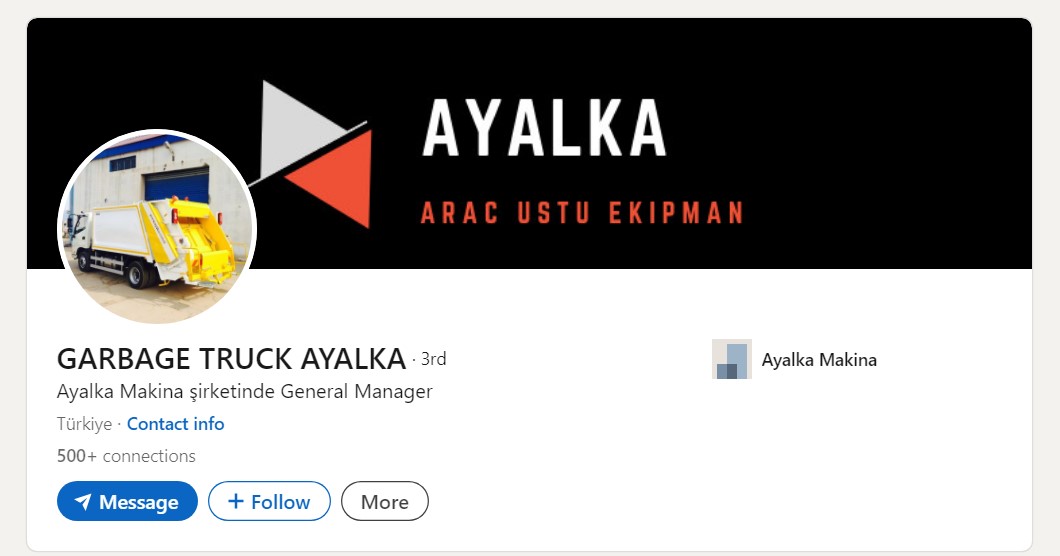 AYALKA
ARAC USTU EKIPMAN
GARBAGE TRUCK AYALKA · 3rd
Ayalka Makina
Ayalka Makina şirketinde General Manager
Türkiye · Contact info
500+ connections
Message
+ Follow
More